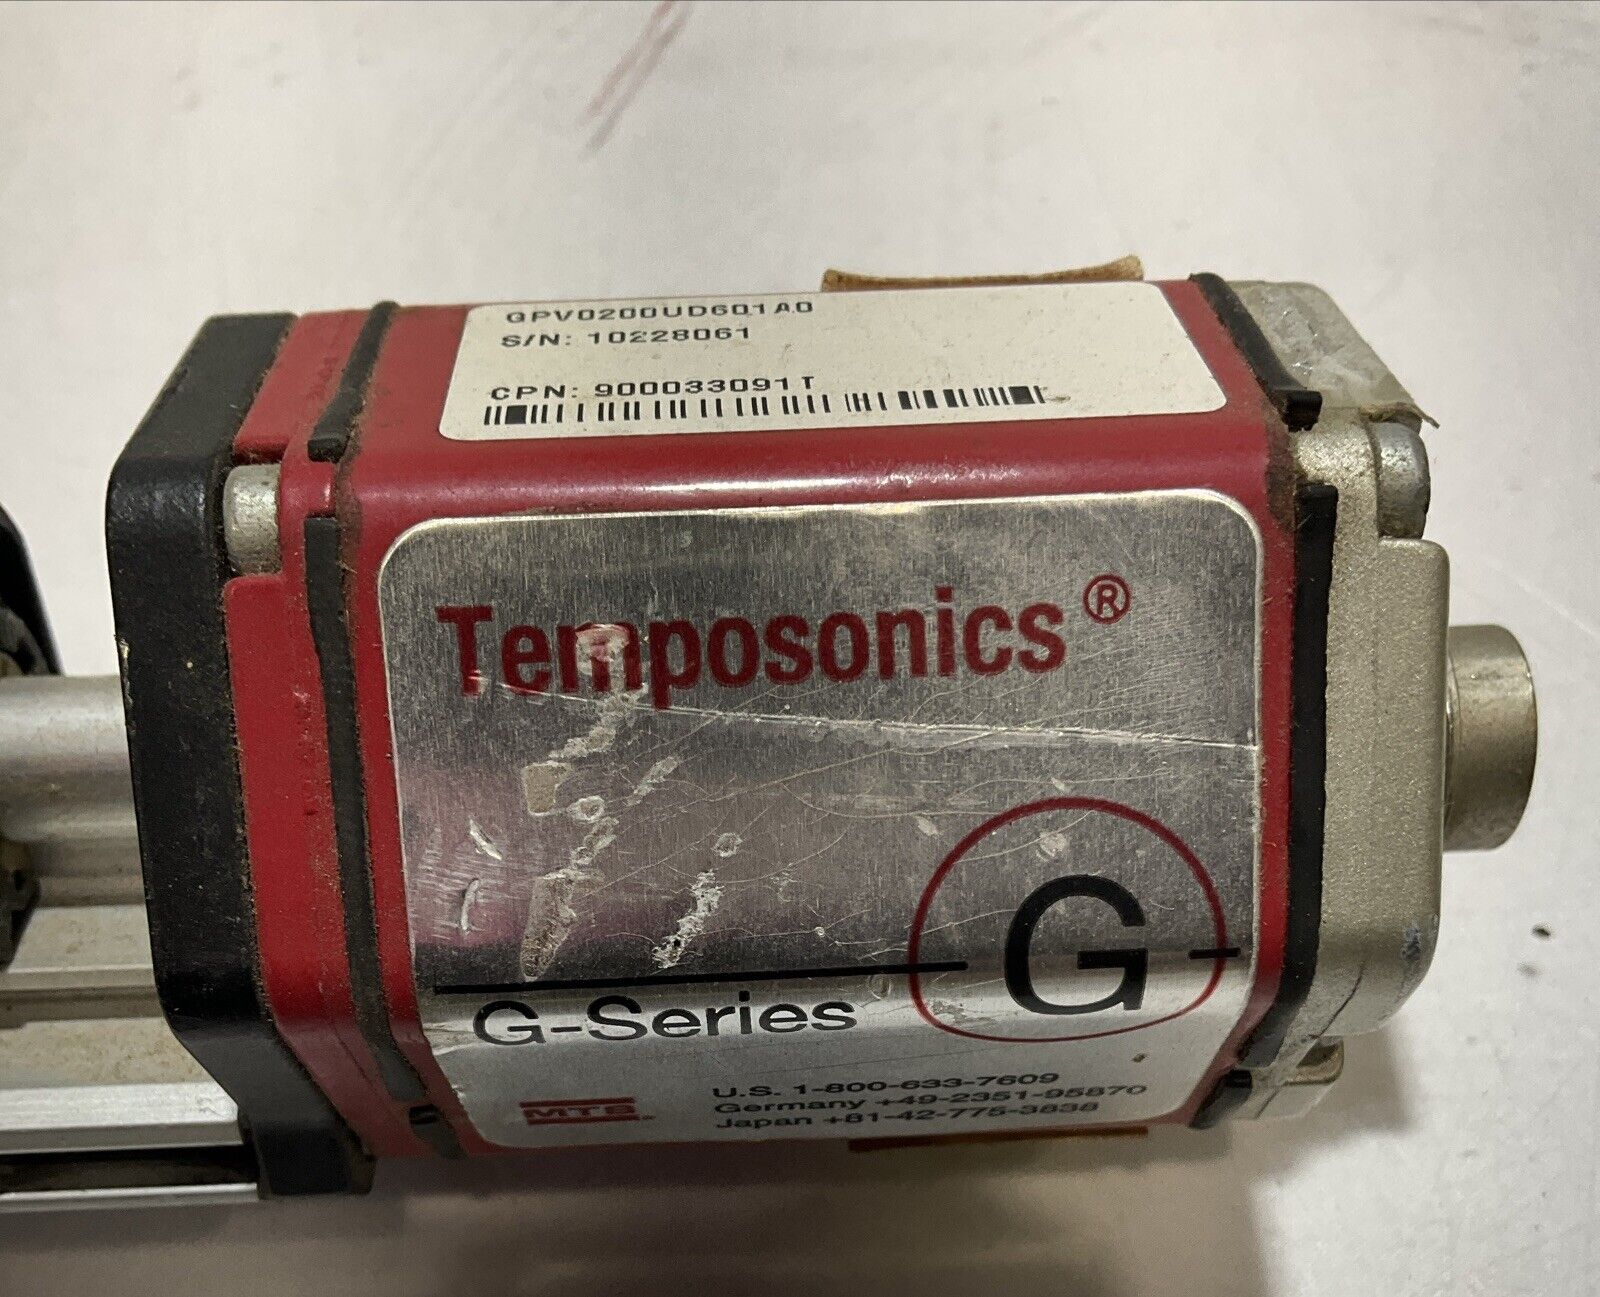 GPV0200UD601A0
S/N: 10228061
CPN: 900033091T
Temposonics®
G
G-Series
MTS®
U.S. 1-800-633-7609
Germany +49-2351-95870
Japan +81-42-775-3838